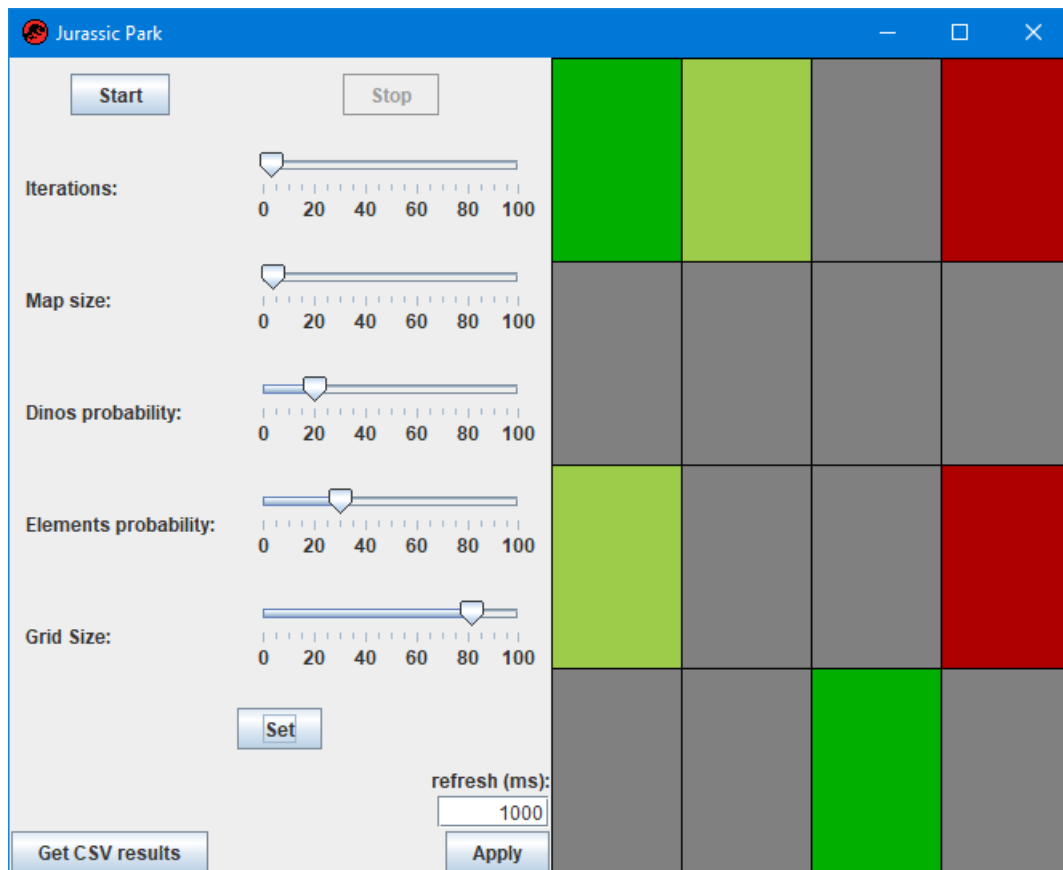 Jurassic Park
Start Stop
Iterations:
0 20 40 60 80 100
Map size:
0 20 40 60 80 100
Dinos probability:
0 20 40 60 80 100
Elements probability:
0 20 40 60 80 100
Grid Size:
0 20 40 60 80 100
Set
refresh (ms):
1000
Get CSV results Apply